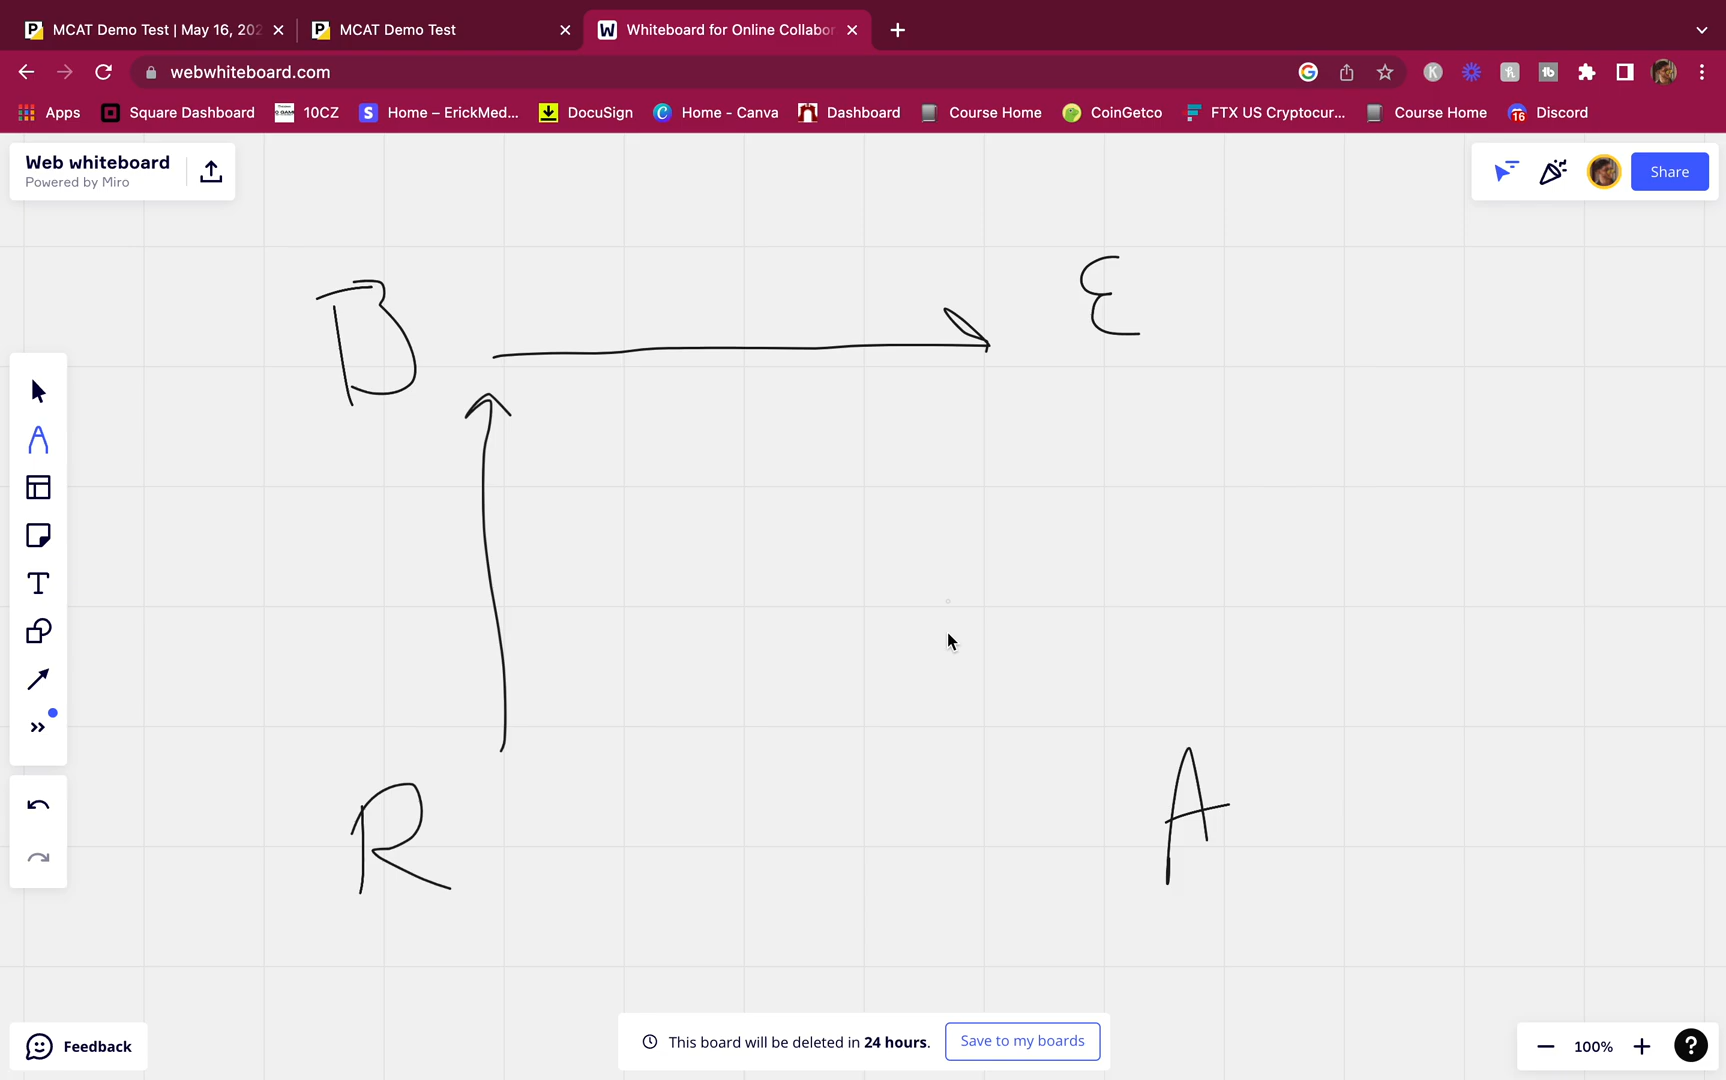 MCAT Demo Test | May 16, 202
MCAT Demo Test
Whiteboard for Online Collabor
webwhiteboard.com
Apps
Square Dashboard
10CZ
Home – ErickMed...
DocuSign
Home - Canva
Dashboard
Course Home
CoinGetco
FTX US Cryptocur...
Course Home
16
Discord
Web whiteboard
Powered by Miro
Share
B
E
R
A
Feedback
This board will be deleted in 24 hours.
Save to my boards
100%
?